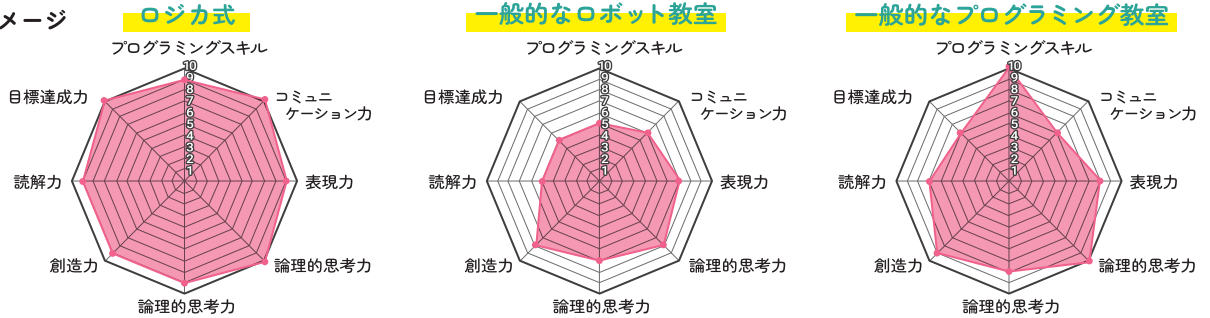 メージ
ロジカ式
プログラミングスキル
10
9
8
7
6
5
4
3
2
1
コミュニ
ケーション力
表現力
論理的思考力
論理的思考力
創造力
読解力
目標達成力
一般的なロボット教室
プログラミングスキル
10
9
8
7
6
5
4
3
2
1
コミュニ
ケーション力
表現力
論理的思考力
論理的思考力
創造力
読解力
目標達成力
一般的なプログラミング教室
プログラミングスキル
10
9
8
7
6
5
4
3
2
1
コミュニ
ケーション力
表現力
論理的思考力
論理的思考力
創造力
読解力
目標達成力